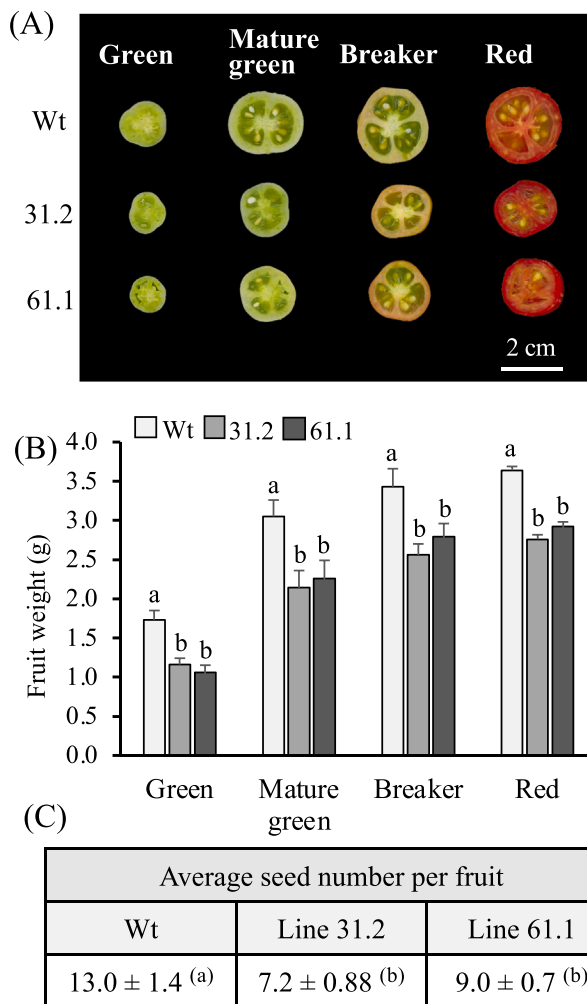 (A)
Green Mature green Breaker Red
Wt
31.2
61.1
2 cm
(B)
Wt 31.2 61.1
Fruit weight (g)
4.0
3.5
3.0
2.5
2.0
1.5
1.0
0.5
0.0
a b b a b b a b b a b b
Green Mature green Breaker Red
(C)
Average seed number per fruit
Wt Line 31.2 Line 61.1
13.0 ± 1.4 (a) 7.2 ± 0.88 (b) 9.0 ± 0.7 (b)